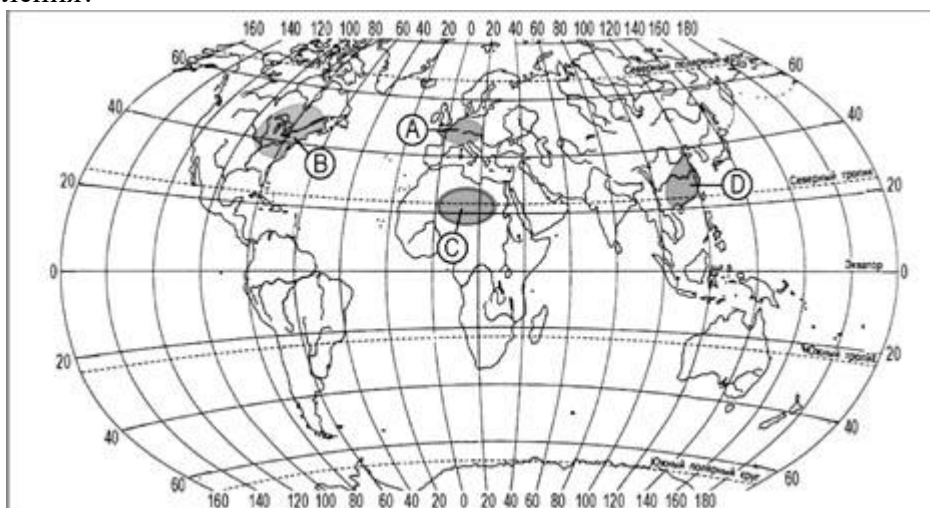 ления:
160 140 120 100 80 60 40 20 0 20 40 60 80 100 120 140 160 180
60 Северный полярный 60
40 40
A
B
D
20 Северный тропик 20
C
0 Экватор 0
20 Южный тропик 20
40 40
60 Южный полярный круг 60
160 140 120 100 80 60 40 20 0 20 40 60 80 100 120 140 160 180